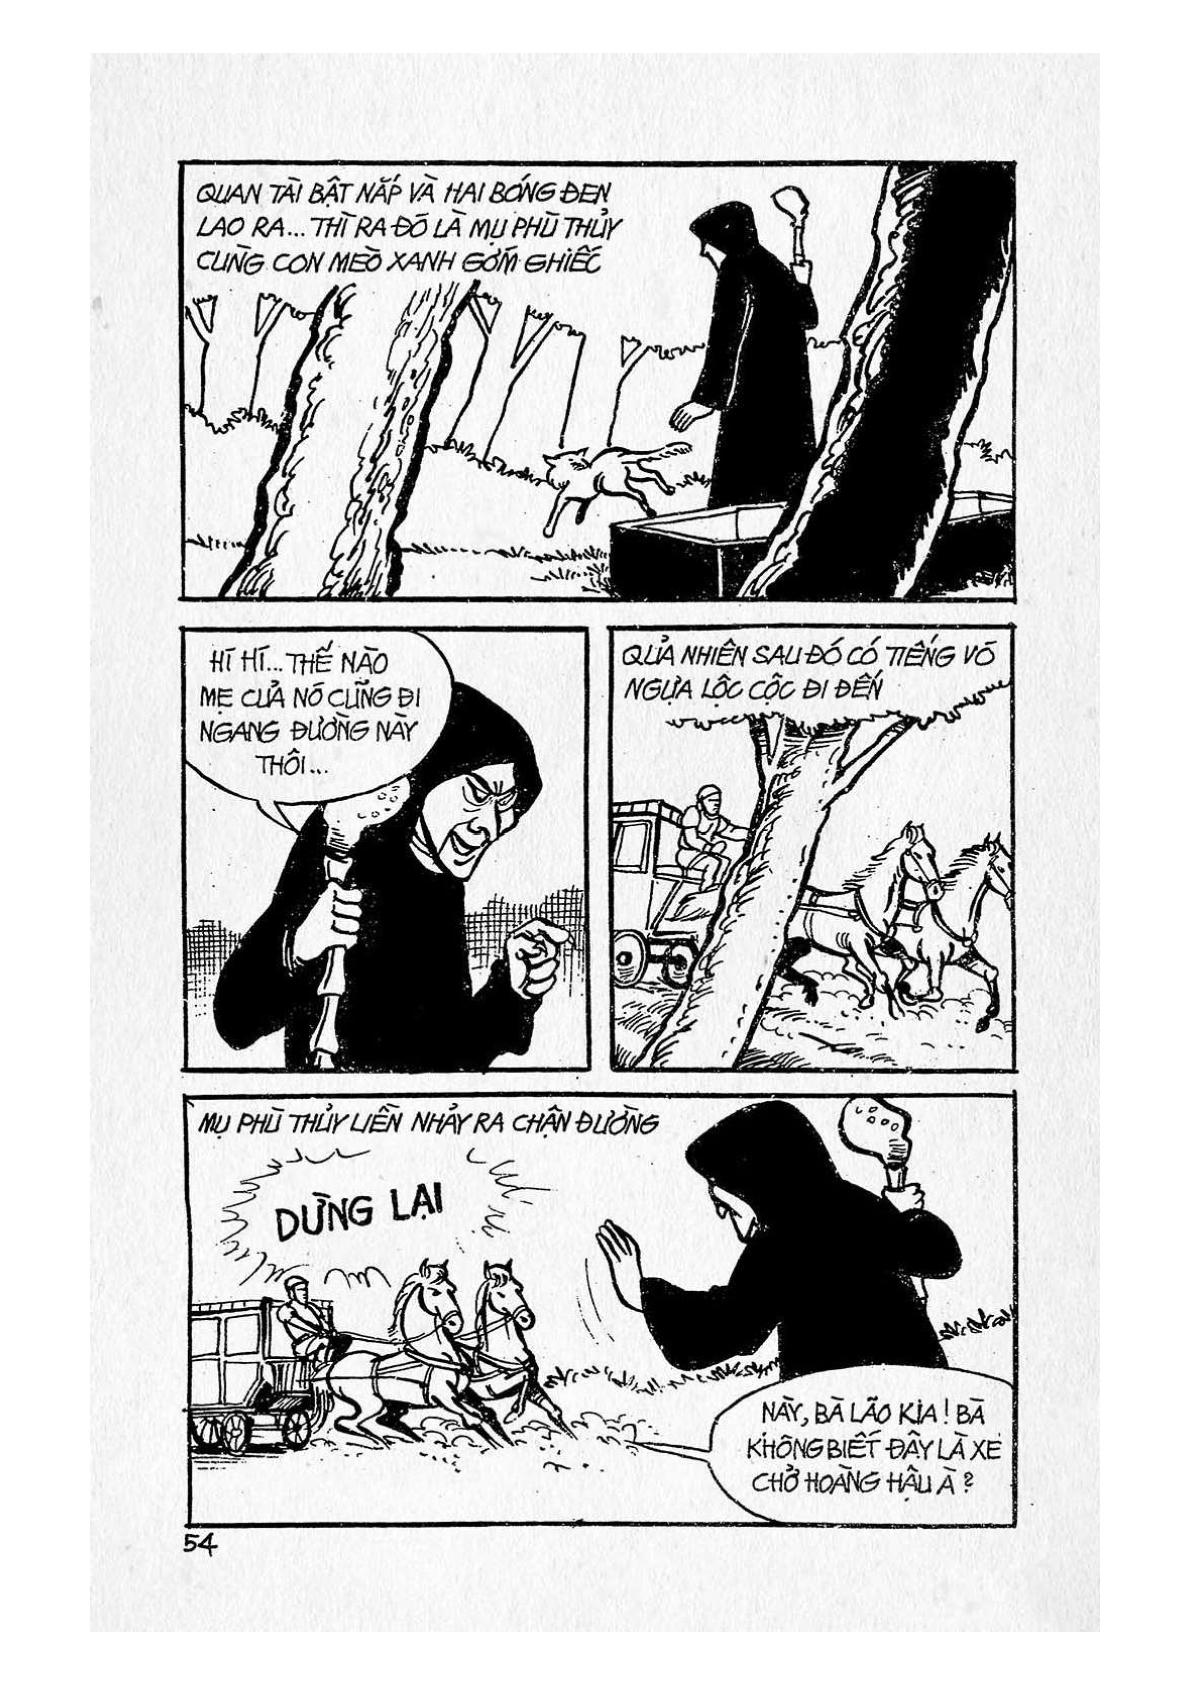 QUAN TÀI BẬT NẮP VÀ HAI BÓNG ĐEN
LAO RA... THÌ RA ĐÓ LÀ MỤ PHÙ THỦY
CÙNG CON MÈO XANH GỚM GHIẾC
HÍ HÍ... THẾ NÀO
MẸ CỦA NÓ CŨNG ĐI
NGANG ĐƯỜNG NÀY
THÔI...
QUẢ NHIÊN SAU ĐÓ CÓ TIẾNG VÓ
NGỰA LỘC CỘC ĐI ĐẾN
MỤ PHÙ THỦY LIỀN NHẢY RA CHẬN ĐƯỜNG
DỪNG LẠI
NÀY, BÀ LÃO KIA! BÀ
KHÔNG BIẾT ĐÂY LÀ XE
CHỞ HOÀNG HẬU À?
54